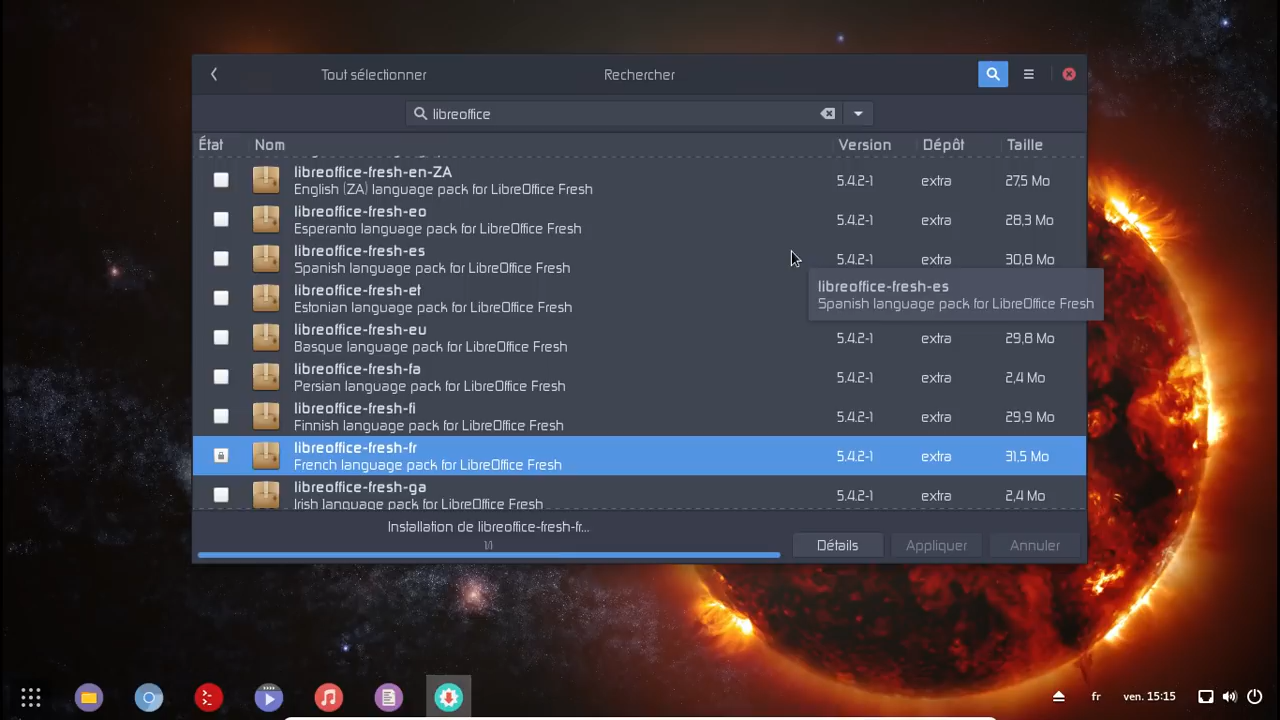 Tout sélectionner
Rechercher
libreoffice
État Nom Version Dépôt Taille
libreoffice-fresh-en-ZA
English (ZA) language pack for LibreOffice Fresh
5.4.2-1 extra 27,5 Mo
libreoffice-fresh-eo
Esperanto language pack for LibreOffice Fresh
5.4.2-1 extra 28,3 Mo
libreoffice-fresh-es
Spanish language pack for LibreOffice Fresh
5.4.2-1 extra 30,8 Mo
libreoffice-fresh-et
Estonian language pack for LibreOffice Fresh
libreoffice-fresh-es
Spanish language pack for LibreOffice Fresh
libreoffice-fresh-eu
Basque language pack for LibreOffice Fresh
5.4.2-1 extra 29,8 Mo
libreoffice-fresh-fa
Persian language pack for LibreOffice Fresh
5.4.2-1 extra 2,4 Mo
libreoffice-fresh-fi
Finnish language pack for LibreOffice Fresh
5.4.2-1 extra 29,9 Mo
libreoffice-fresh-fr
French language pack for LibreOffice Fresh
5.4.2-1 extra 31,5 Mo
libreoffice-fresh-ga
Irish language pack for LibreOffice Fresh
5.4.2-1 extra 2,4 Mo
Installation de libreoffice-fresh-fr...
1/1
Détails Appliquer Annuler
fr ven. 15:15